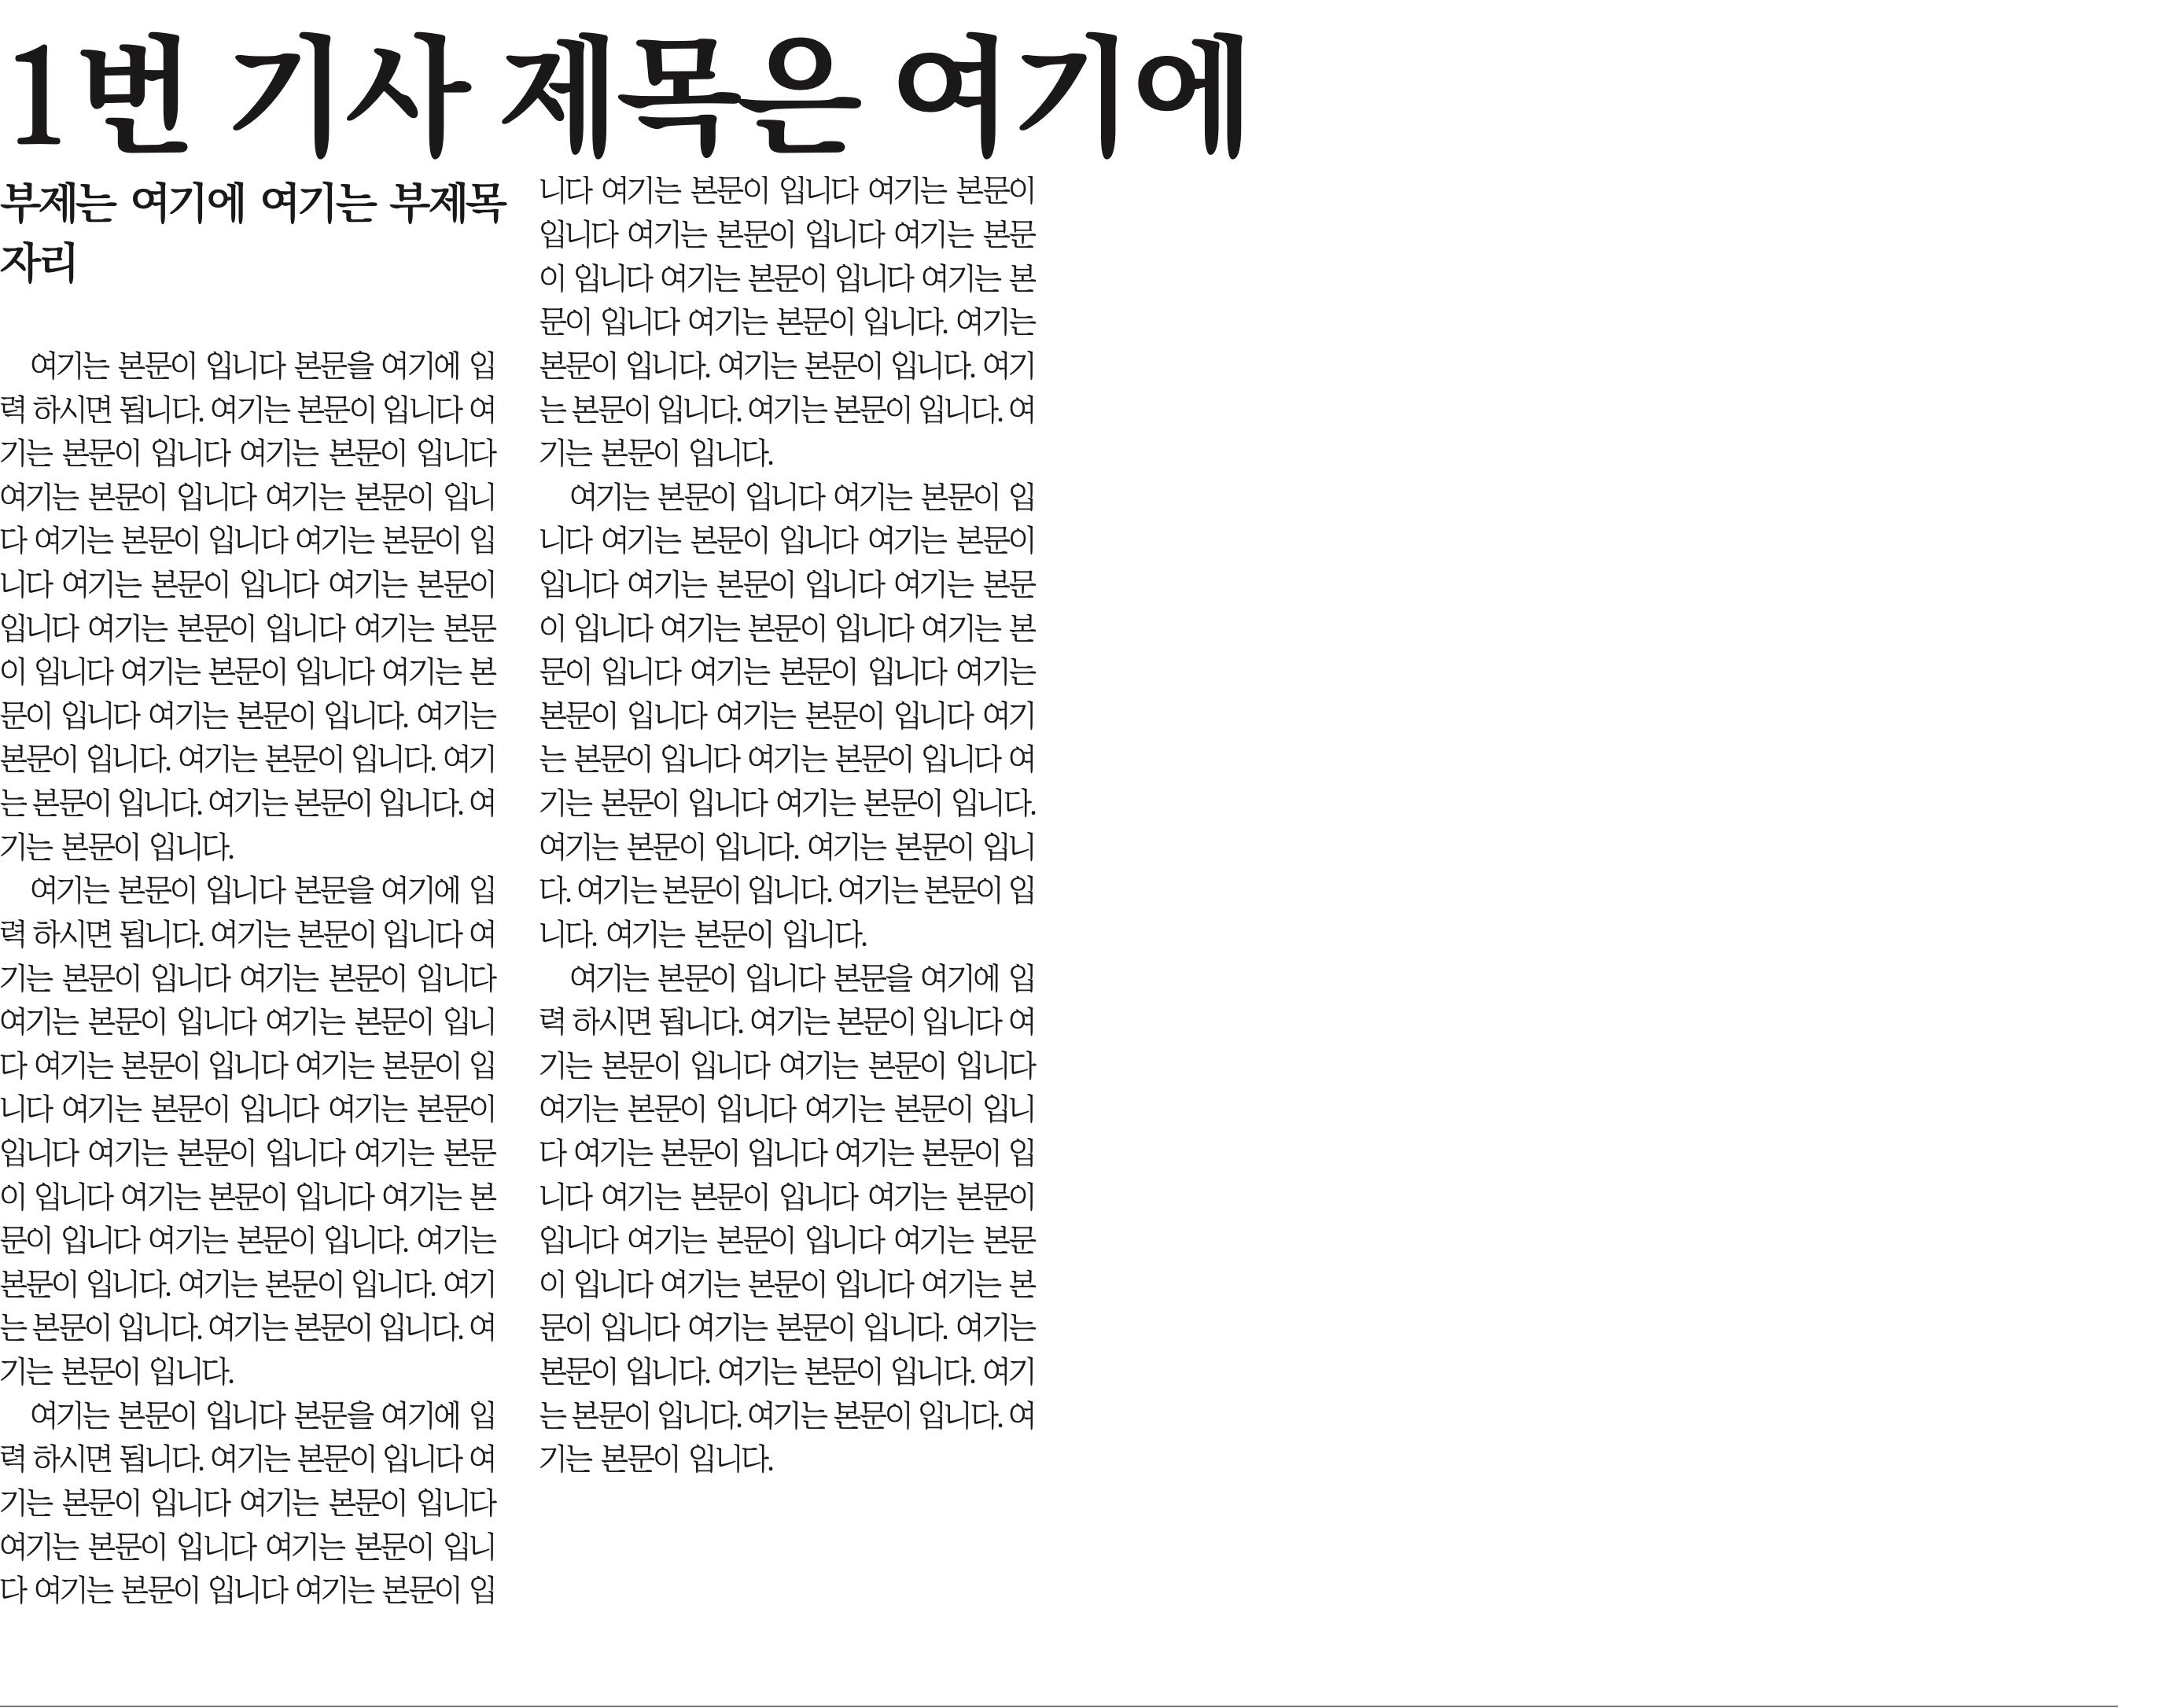 1번 기사 제목은 여기에
부제는 여기에 여기는 부제목
자리
여기는 본문이 입니다 본문을 여기에 입
력 하시면 됩니다. 여기는 본문이 입니다 여
기는 본문이 입니다 여기는 본문이 입니다
여기는 본문이 입니다 여기는 본문이 입니
다 여기는 본문이 입니다 여기는 본문이 입
니다 여기는 본문이 입니다 여기는 본문이
입니다 여기는 본문이 입니다 여기는 본문
이 입니다 여기는 본문이 입니다 여기는 본
문이 입니다 여기는 본문이 입니다. 여기는
본문이 입니다. 여기는 본문이 입니다. 여기
는 본문이 입니다. 여기는 본문이 입니다. 여
기는 본문이 입니다.
여기는 본문이 입니다 본문을 여기에 입
력 하시면 됩니다. 여기는 본문이 입니다 여
기는 본문이 입니다 여기는 본문이 입니다
여기는 본문이 입니다 여기는 본문이 입니
다 여기는 본문이 입니다 여기는 본문이 입
니다 여기는 본문이 입니다 여기는 본문이
입니다 여기는 본문이 입니다 여기는 본문
이 입니다 여기는 본문이 입니다 여기는 본
문이 입니다 여기는 본문이 입니다. 여기는
본문이 입니다. 여기는 본문이 입니다. 여기
는 본문이 입니다. 여기는 본문이 입니다. 여
기는 본문이 입니다.
여기는 본문이 입니다 본문을 여기에 입
력 하시면 됩니다. 여기는 본문이 입니다 여
기는 본문이 입니다 여기는 본문이 입니다
여기는 본문이 입니다 여기는 본문이 입니
다 여기는 본문이 입니다 여기는 본문이 입
니다 여기는 본문이 입니다 여기는 본문이
입니다 여기는 본문이 입니다 여기는 본문
이 입니다 여기는 본문이 입니다 여기는 본
문이 입니다 여기는 본문이 입니다. 여기는
본문이 입니다. 여기는 본문이 입니다. 여기
는 본문이 입니다. 여기는 본문이 입니다. 여
기는 본문이 입니다.
여기는 본문이 입니다 여기는 본문이 입
니다 여기는 본문이 입니다 여기는 본문이
입니다 여기는 본문이 입니다 여기는 본문
이 입니다 여기는 본문이 입니다 여기는 본
문이 입니다 여기는 본문이 입니다 여기는
본문이 입니다 여기는 본문이 입니다 여기
는 본문이 입니다 여기는 본문이 입니다 여
기는 본문이 입니다 여기는 본문이 입니다.
여기는 본문이 입니다. 여기는 본문이 입니
다. 여기는 본문이 입니다. 여기는 본문이 입
니다. 여기는 본문이 입니다.
여기는 본문이 입니다 본문을 여기에 입
력 하시면 됩니다. 여기는 본문이 입니다 여
기는 본문이 입니다 여기는 본문이 입니다
여기는 본문이 입니다 여기는 본문이 입니
다 여기는 본문이 입니다 여기는 본문이 입
니다 여기는 본문이 입니다 여기는 본문이
입니다 여기는 본문이 입니다 여기는 본문
이 입니다 여기는 본문이 입니다 여기는 본
문이 입니다 여기는 본문이 입니다. 여기는
본문이 입니다. 여기는 본문이 입니다. 여기
는 본문이 입니다. 여기는 본문이 입니다. 여
기는 본문이 입니다.